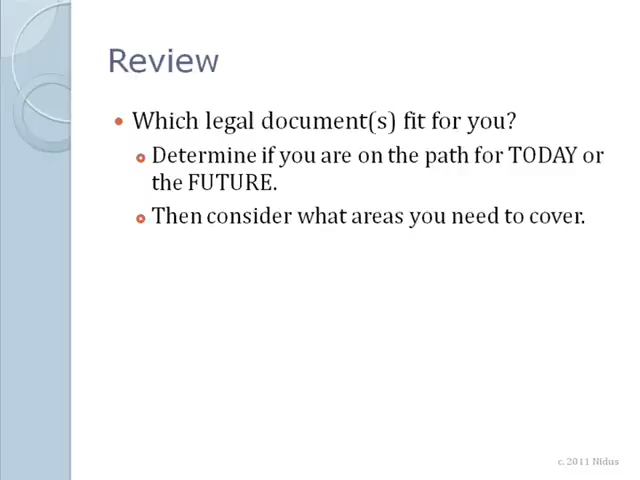 Review
Which legal document(s) fit for you?
Determine if you are on the path for TODAY or
the FUTURE.
Then consider what areas you need to cover.
c. 2011 Nidus